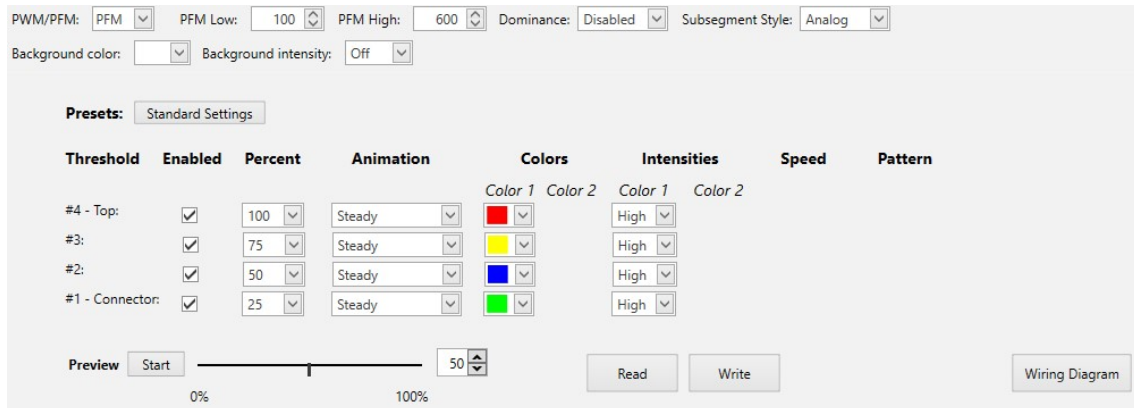 PWM/PFM: PFM PFM Low: 100 PFM High: 600 Dominance: Disabled Subsegment Style: Analog
Background color: Background intensity: Off
Presets: Standard Settings
Threshold Enabled Percent Animation Colors Intensities Speed Pattern
Color 1 Color 2 Color 1 Color 2
#4 - Top: 100 Steady High
#3: 75 Steady High
#2: 50 Steady High
#1 - Connector: 25 Steady High
Preview Start 50 Read Write Wiring Diagram
0% 100%